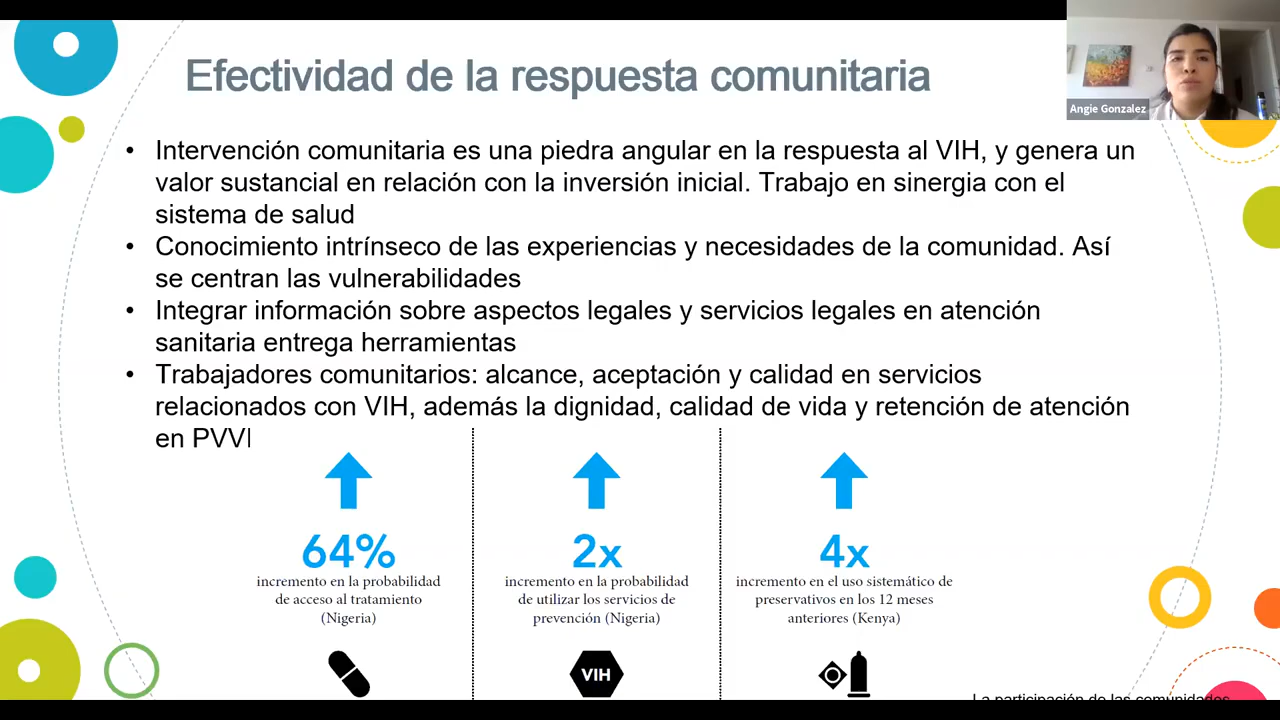 Efectividad de la respuesta comunitaria
Angie Gonzalez
• Intervención comunitaria es una piedra angular en la respuesta al VIH, y genera un
valor sustancial en relación con la inversión inicial. Trabajo en sinergia con el
sistema de salud
• Conocimiento intrínseco de las experiencias y necesidades de la comunidad. Así
se centran las vulnerabilidades
• Integrar información sobre aspectos legales y servicios legales en atención
sanitaria entrega herramientas
• Trabajadores comunitarios: alcance, aceptación y calidad en servicios
relacionados con VIH, además la dignidad, calidad de vida y retención de atención
en
64%
incremento en la probabilidad
de acceso al tratamiento
(Nigeria)
2x
incremento en la probabilidad
de utilizar los servicios de
prevención (Nigeria)
VIH
4x
incremento en el uso sistemático de
preservativos en los 12 meses
anteriores (Kenya)
La participación de las comunidades